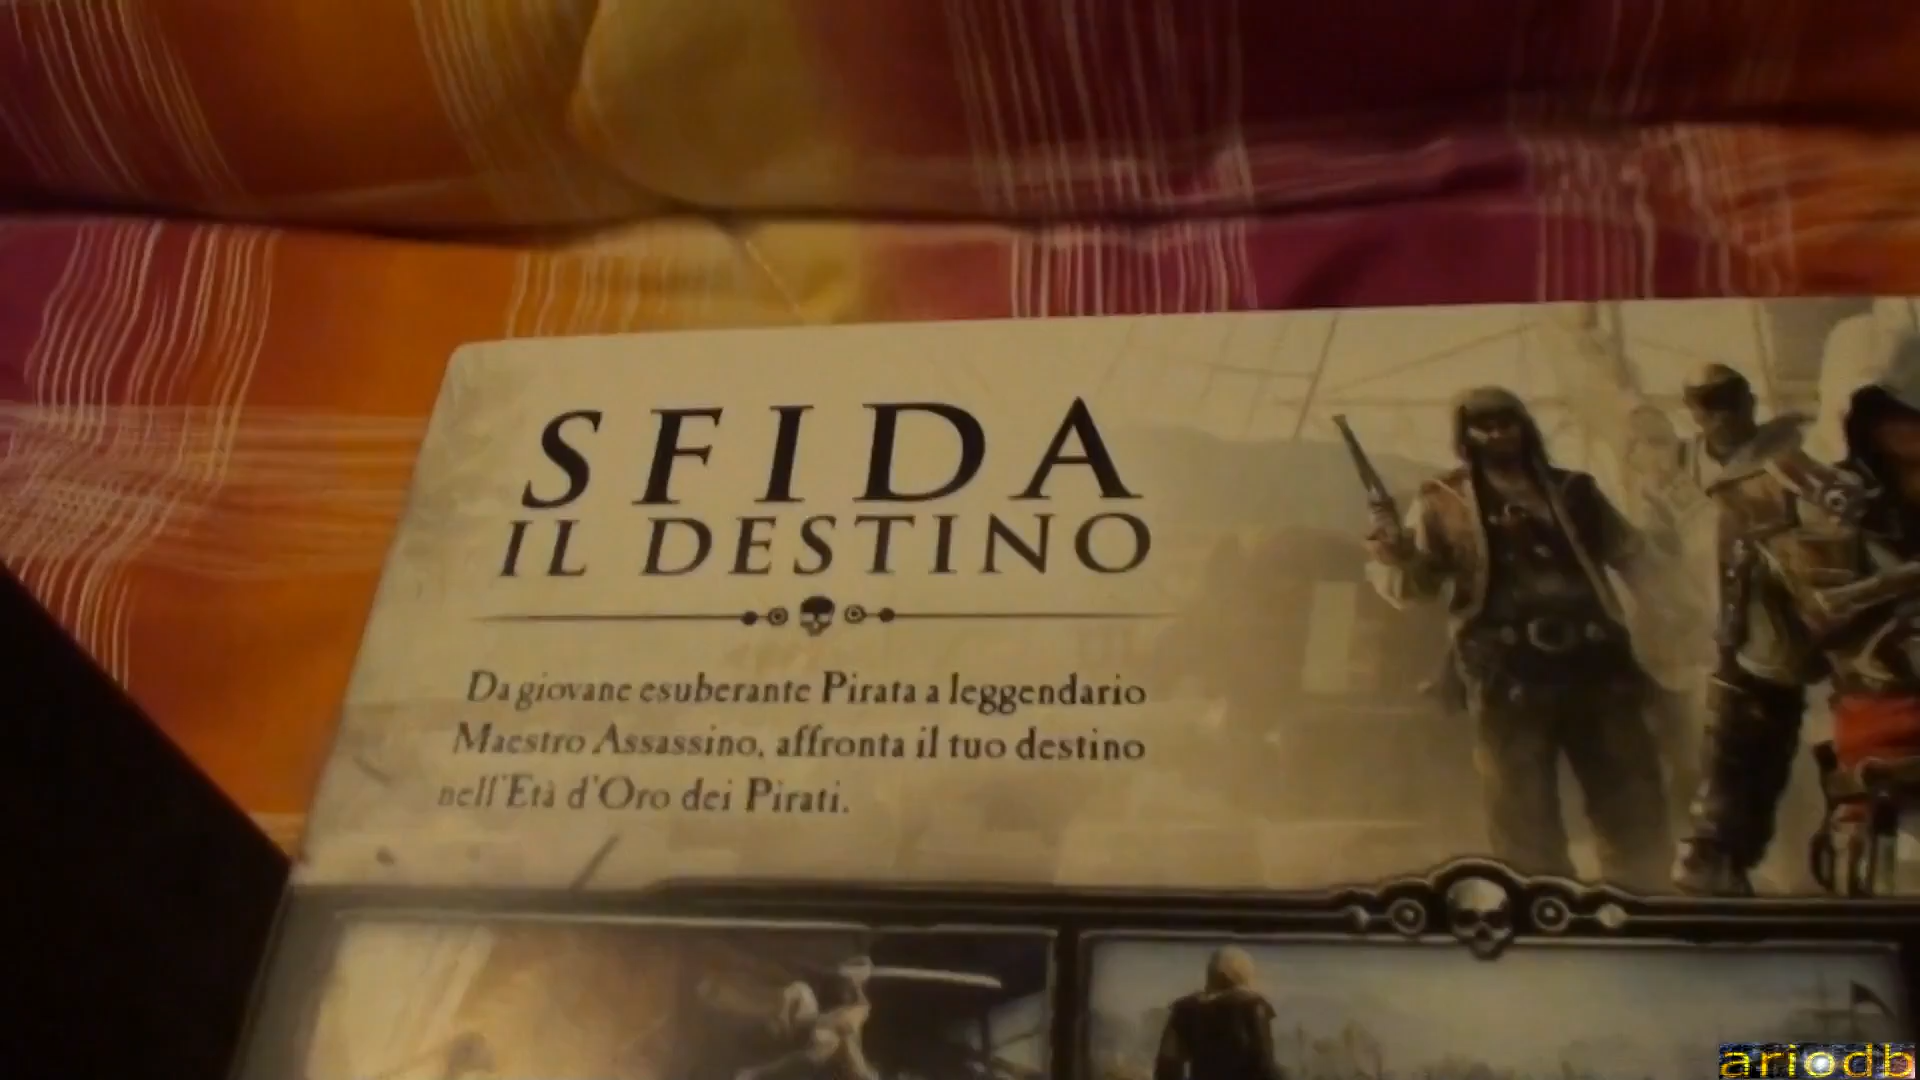 SFIDA
IL DESTINO
Da giovane esuberante Pirata a leggendario
Maestro Assassino, affronta il tuo destino
nell'Età d'Oro dei Pirati.
ariodb